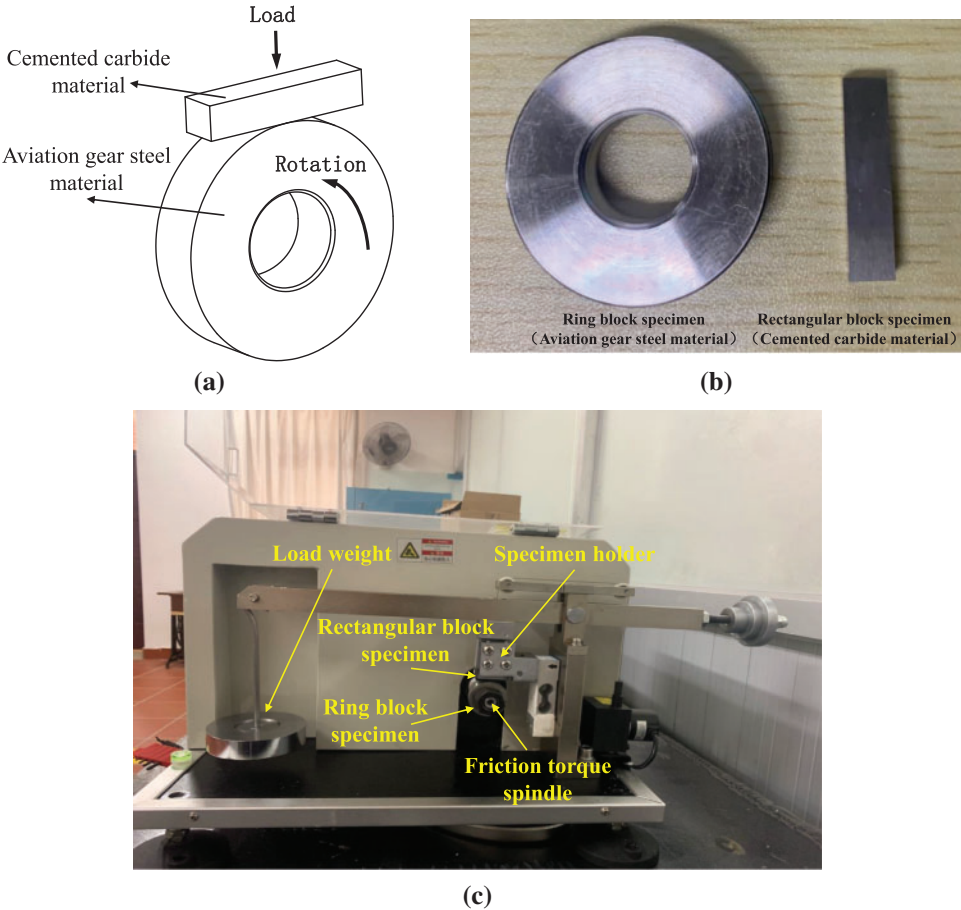 Load
Cemented carbide
material
Aviation gear steel
material
Rotation
(a)
Ring block specimen
（Aviation gear steel material）
Rectangular block specimen
（Cemented carbide material）
(b)
Load weight
Specimen holder
Rectangular block
specimen
Ring block
specimen
Friction torque
spindle
(c)